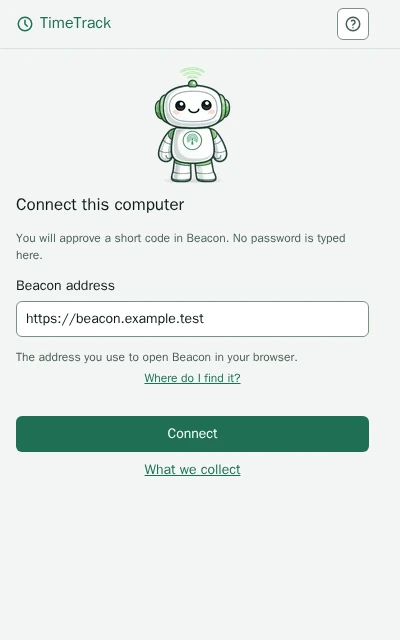 TimeTrack
Connect this computer
You will approve a short code in Beacon. No password is typed
here.
Beacon address
https://beacon.example.test
The address you use to open Beacon in your browser.
Where do I find it?
Connect
What we collect